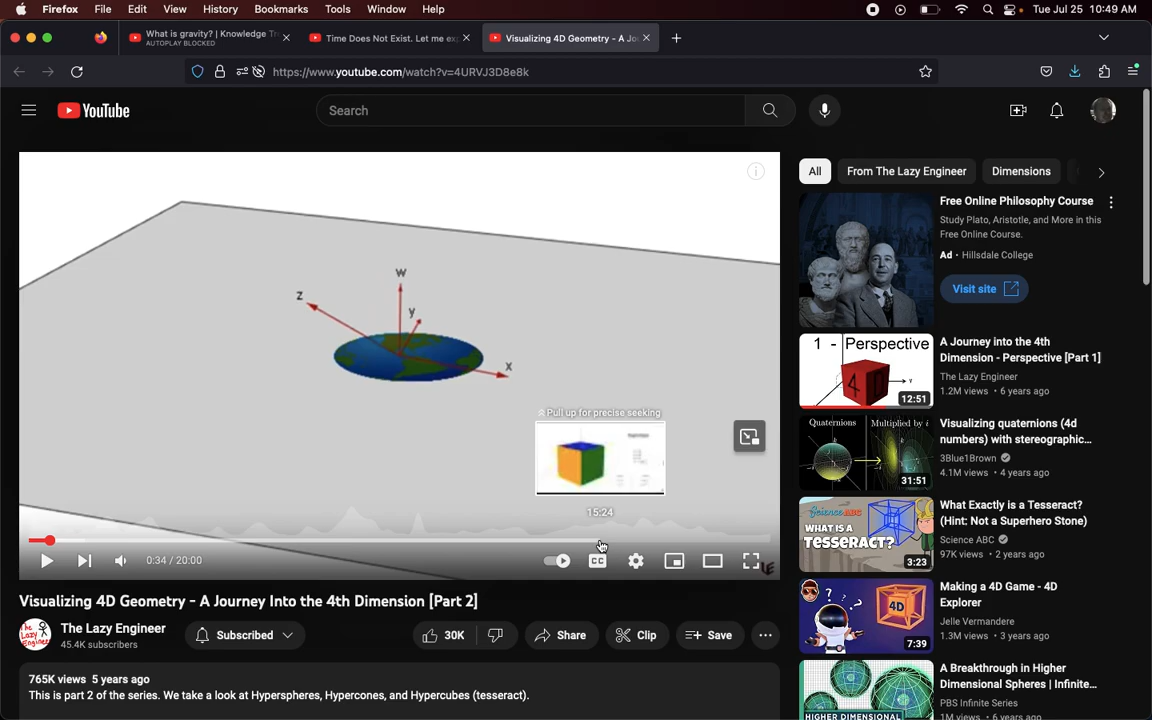 Firefox File Edit View History Bookmarks Tools Window Help Tue Jul 25 10:49 AM
What is gravity? | Knowledge Tr
AUTOPLAY BLOCKED
Time Does Not Exist. Let me ex
Visualizing 4D Geometry - A Jo
https://www.youtube.com/watch?v=4URVJ3D8e8k
YouTube
Search
All From The Lazy Engineer Dimensions
w
z
y
x
Pull up for precise seeking
15:24
CC
0:34 / 20:00
Visualizing 4D Geometry - A Journey Into the 4th Dimension [Part 2]
The Lazy Engineer
45.4K subscribers
Subscribed
30K
Share
Clip
Save
765K views 5 years ago
This is part 2 of the series. We take a look at Hyperspheres, Hypercones, and Hypercubes (tesseract).
Free Online Philosophy Course
Study Plato, Aristotle, and More in this
Free Online Course.
Ad · Hillsdale College
Visit site
1 - Perspective
4 D
12:51
A Journey into the 4th
Dimension - Perspective [Part 1]
The Lazy Engineer
1.2M views • 6 years ago
Quaternions Multiplied by i
31:51
Visualizing quaternions (4d
numbers) with stereographic...
3Blue1Brown
4.1M views • 4 years ago
Science ABC
WHAT IS A
TESSERACT?
3:23
What Exactly is a Tesseract?
(Hint: Not a Superhero Stone)
Science ABC
97K views • 2 years ago
4D
7:39
Making a 4D Game - 4D
Explorer
Jelle Vermandere
1.3M views • 3 years ago
HIGHER DIMENSIONAL
A Breakthrough in Higher
Dimensional Spheres | Infinite...
PBS Infinite Series
1M views • 6 years ago